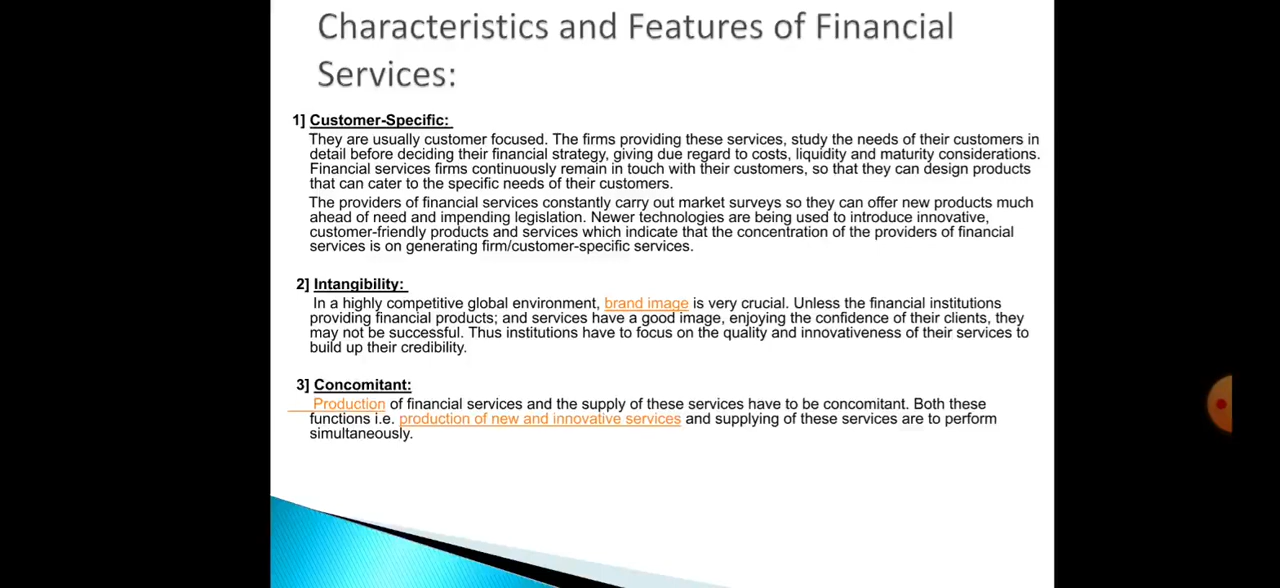 Characteristics and Features of Financial
Services:
1] Customer-Specific:
They are usually customer focused. The firms providing these services, study the needs of their customers in
detail before deciding their financial strategy, giving due regard to costs, liquidity and maturity considerations.
Financial services firms continuously remain in touch with their customers, so that they can design products
that can cater to the specific needs of their customers.
The providers of financial services constantly carry out market surveys so they can offer new products much
ahead of need and impending legislation. Newer technologies are being used to introduce innovative,
customer-friendly products and services which indicate that the concentration of the providers of financial
services is on generating firm/customer-specific services.
2] Intangibility:
In a highly competitive global environment, brand image is very crucial. Unless the financial institutions
providing financial products; and services have a good image, enjoying the confidence of their clients, they
may not be successful. Thus institutions have to focus on the quality and innovativeness of their services to
build up their credibility.
3] Concomitant:
Production of financial services and the supply of these services have to be concomitant. Both these
functions i.e. production of new and innovative services and supplying of these services are to perform
simultaneously.